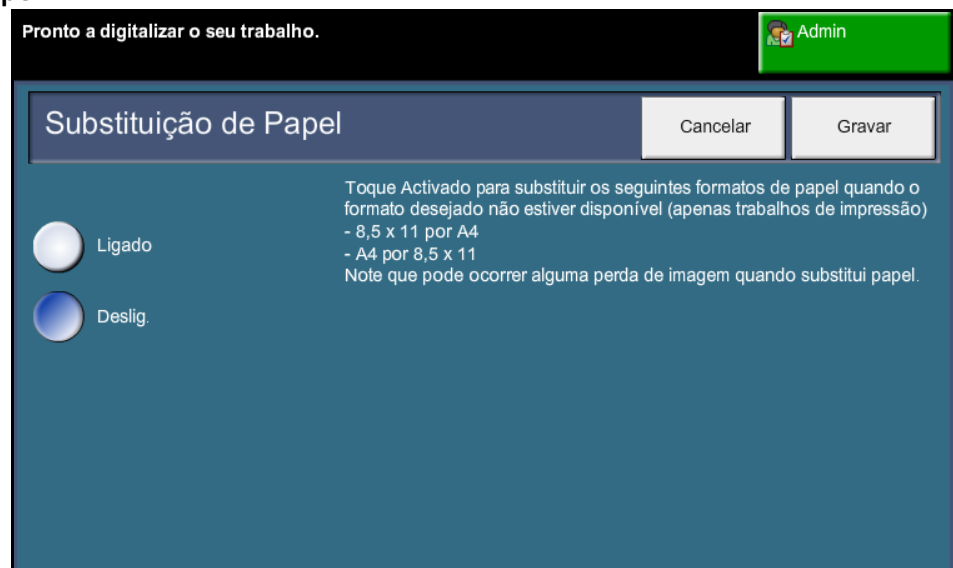 Pronto a digitalizar o seu trabalho.
Admin
Substituição de Papel
Cancelar
Gravar
Toque Activado para substituir os seguintes formatos de papel quando o
formato desejado não estiver disponível (apenas trabalhos de impressão)
- 8,5 x 11 por A4
- A4 por 8,5 x 11
Note que pode ocorrer alguma perda de imagem quando substitui papel.
Ligado
Deslig.